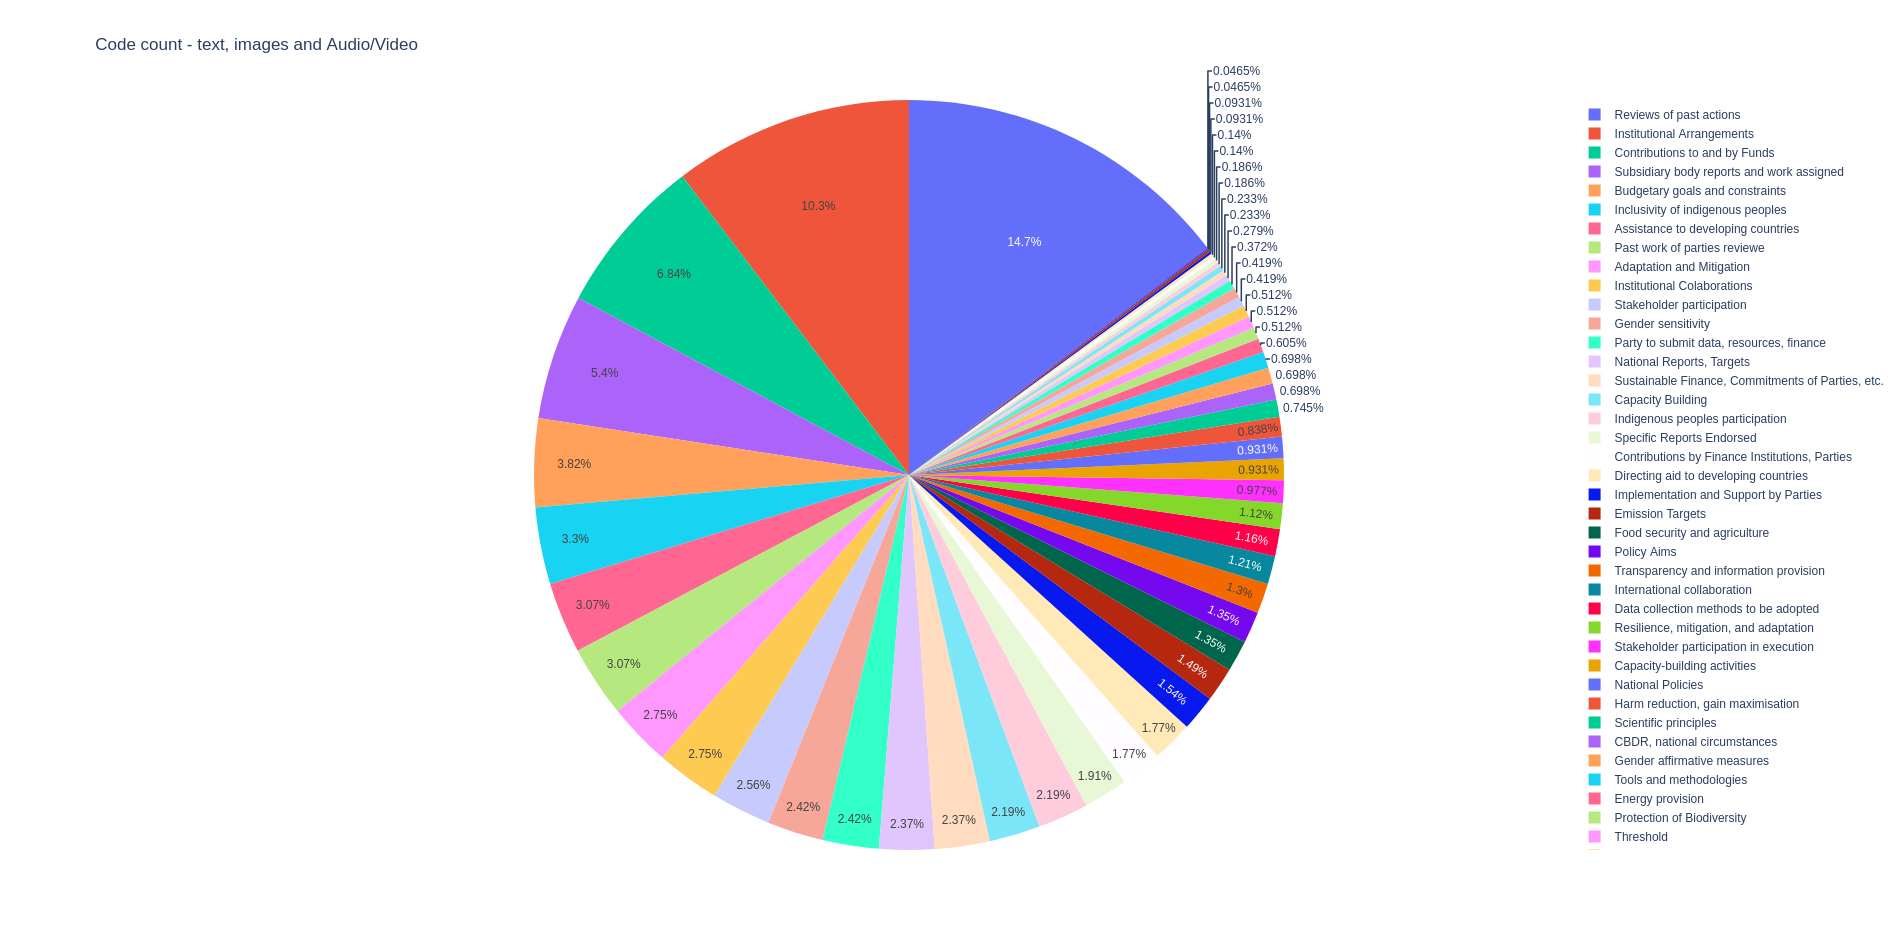 Code count - text, images and Audio/Video
14.7%
10.3%
6.84%
5.4%
3.82%
3.3%
3.07%
3.07%
2.75%
2.75%
2.56%
2.42%
2.42%
2.37%
2.37%
2.19%
2.19%
1.91%
1.77%
1.77%
1.54%
1.49%
1.35%
1.35%
1.3%
1.21%
1.16%
1.12%
0.977%
0.931%
0.931%
0.838%
0.745%
0.698%
0.698%
0.698%
0.605%
0.512%
0.512%
0.512%
0.419%
0.419%
0.372%
0.279%
0.233%
0.233%
0.186%
0.186%
0.14%
0.14%
0.0931%
0.0931%
0.0465%
0.0465%
Reviews of past actions
Institutional Arrangements
Contributions to and by Funds
Subsidiary body reports and work assigned
Budgetary goals and constraints
Inclusivity of indigenous peoples
Assistance to developing countries
Past work of parties reviewe
Adaptation and Mitigation
Institutional Colaborations
Stakeholder participation
Gender sensitivity
Party to submit data, resources, finance
National Reports, Targets
Sustainable Finance, Commitments of Parties, etc.
Capacity Building
Indigenous peoples participation
Specific Reports Endorsed
Contributions by Finance Institutions, Parties
Directing aid to developing countries
Implementation and Support by Parties
Emission Targets
Food security and agriculture
Policy Aims
Transparency and information provision
International collaboration
Data collection methods to be adopted
Resilience, mitigation, and adaptation
Stakeholder participation in execution
Capacity-building activities
National Policies
Harm reduction, gain maximisation
Scientific principles
CBDR, national circumstances
Gender affirmative measures
Tools and methodologies
Energy provision
Protection of Biodiversity
Threshold